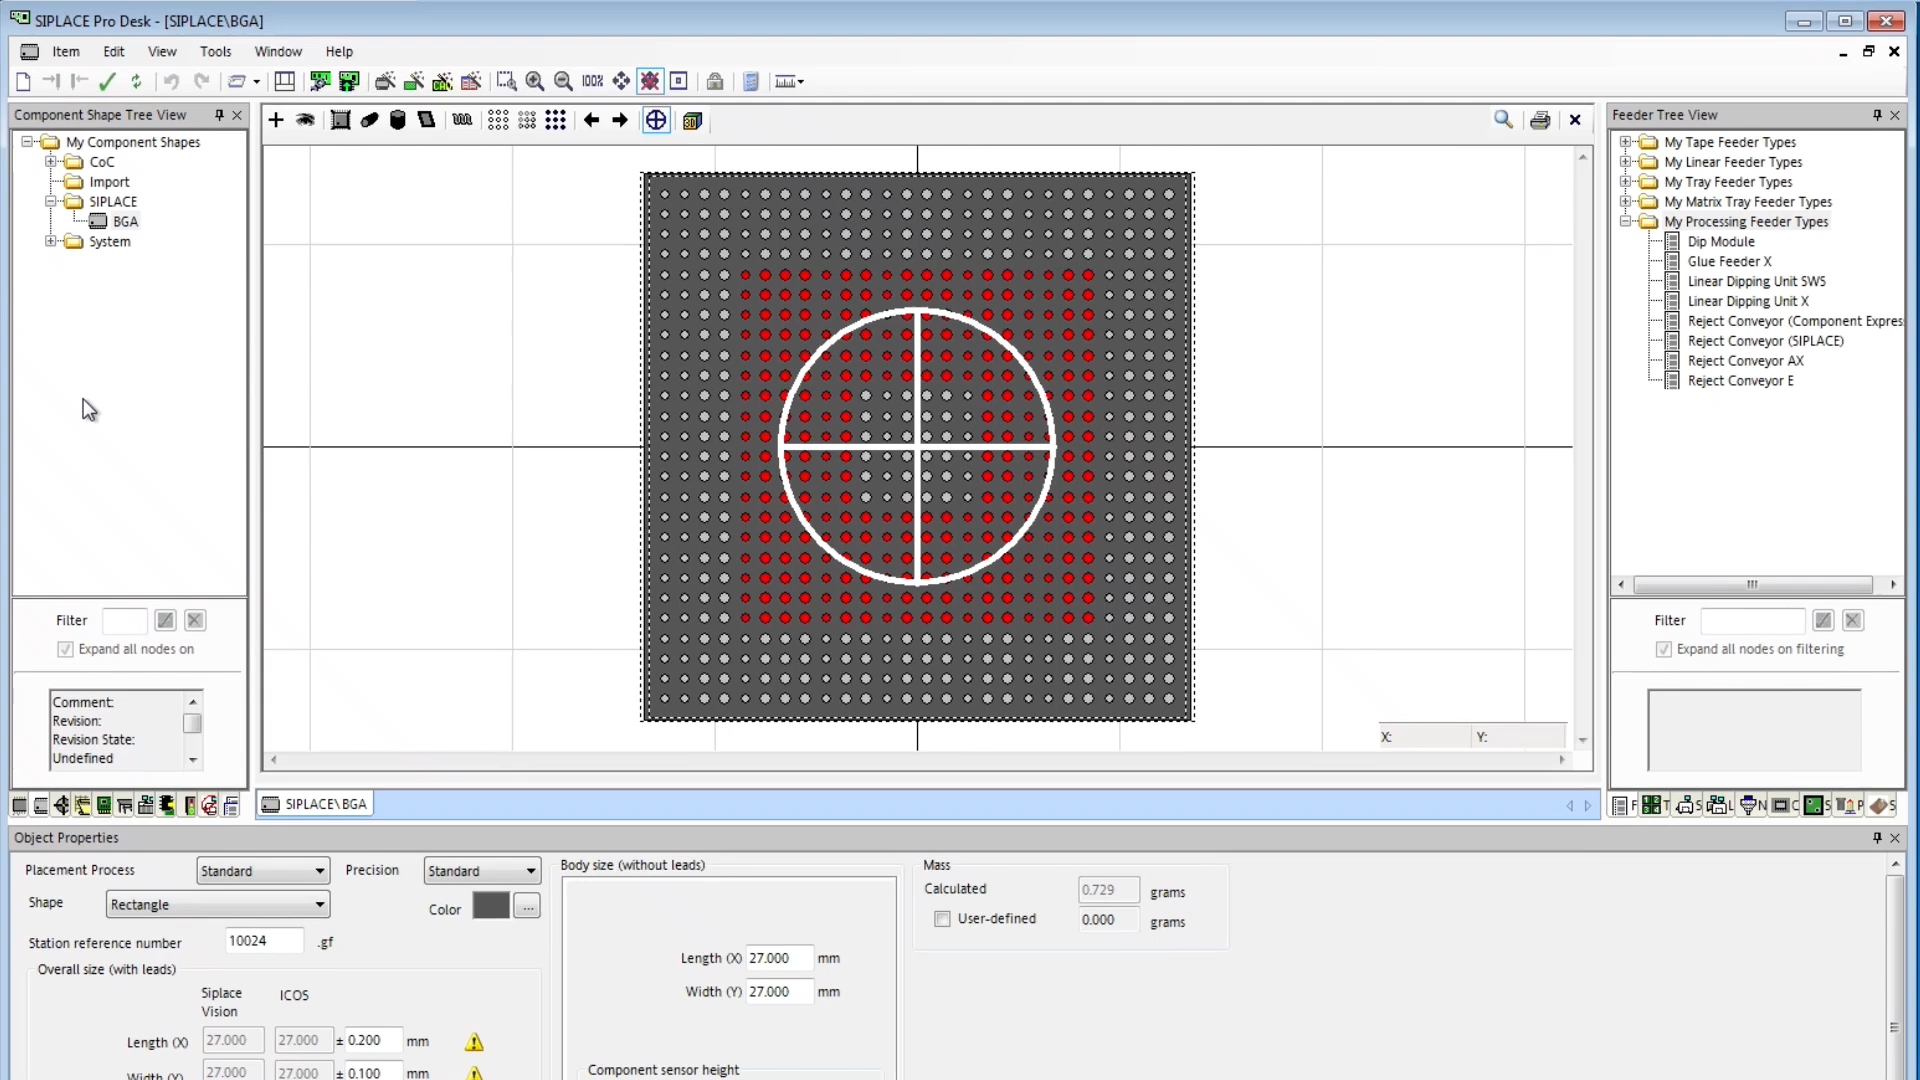 SIPLACE Pro Desk - [SIPLACE\BGA]
Item Edit View Tools Window Help
100%
Component Shape Tree View
My Component Shapes
CoC
Import
SIPLACE
BGA
System
Filter
Expand all nodes on
Comment:
Revision:
Revision State:
Undefined
3D
X: Y:
SIPLACE\BGA
Feeder Tree View
My Tape Feeder Types
My Linear Feeder Types
My Tray Feeder Types
My Matrix Tray Feeder Types
My Processing Feeder Types
Dip Module
Glue Feeder X
Linear Dipping Unit SWS
Linear Dipping Unit X
Reject Conveyor (Component Expres
Reject Conveyor (SIPLACE)
Reject Conveyor AX
Reject Conveyor E
Filter
Expand all nodes on filtering
F T S L N C S P S
Object Properties
Placement Process Standard Precision Standard
Shape Rectangle Color ...
Station reference number 10024 .gf
Overall size (with leads)
Siplace
Vision
ICOS
Length (X) 27.000 27.000 ± 0.200 mm
Width (Y) 27.000 27.000 ± 0.100 mm
Body size (without leads)
Length (X) 27.000 mm
Width (Y) 27.000 mm
Component sensor height
Mass
Calculated 0.729 grams
User-defined 0.000 grams